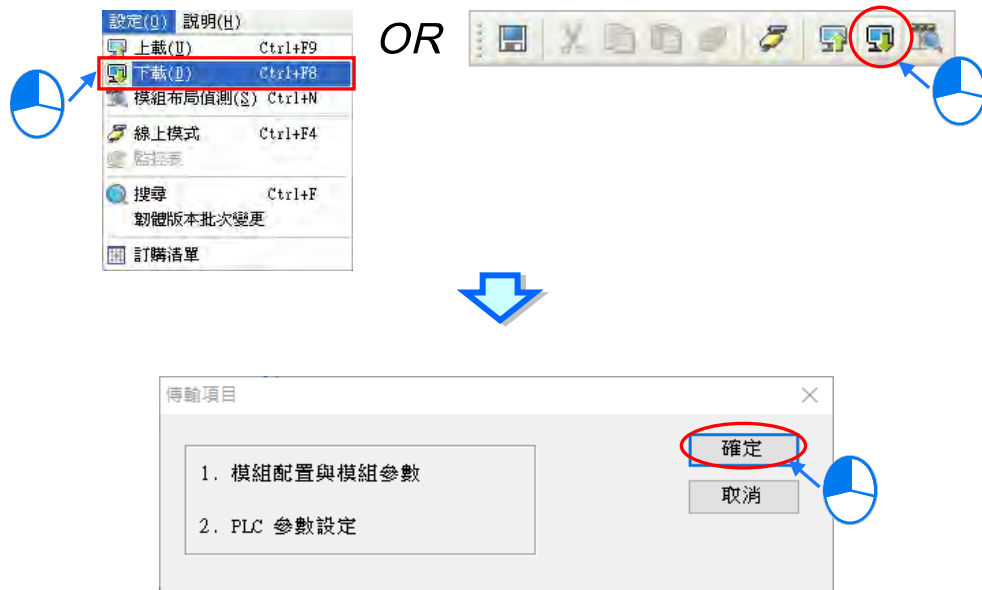 設定(O) 說明(H)
上載(U) Ctrl+F9
下載(D) Ctrl+F8
模組布局偵測(S) Ctrl+N
線上模式 Ctrl+F4
監控表
搜尋 Ctrl+F
韌體版本批次變更
訂購清單
OR
傳輸項目
1. 模組配置與模組參數
2. PLC 參數設定
確定
取消